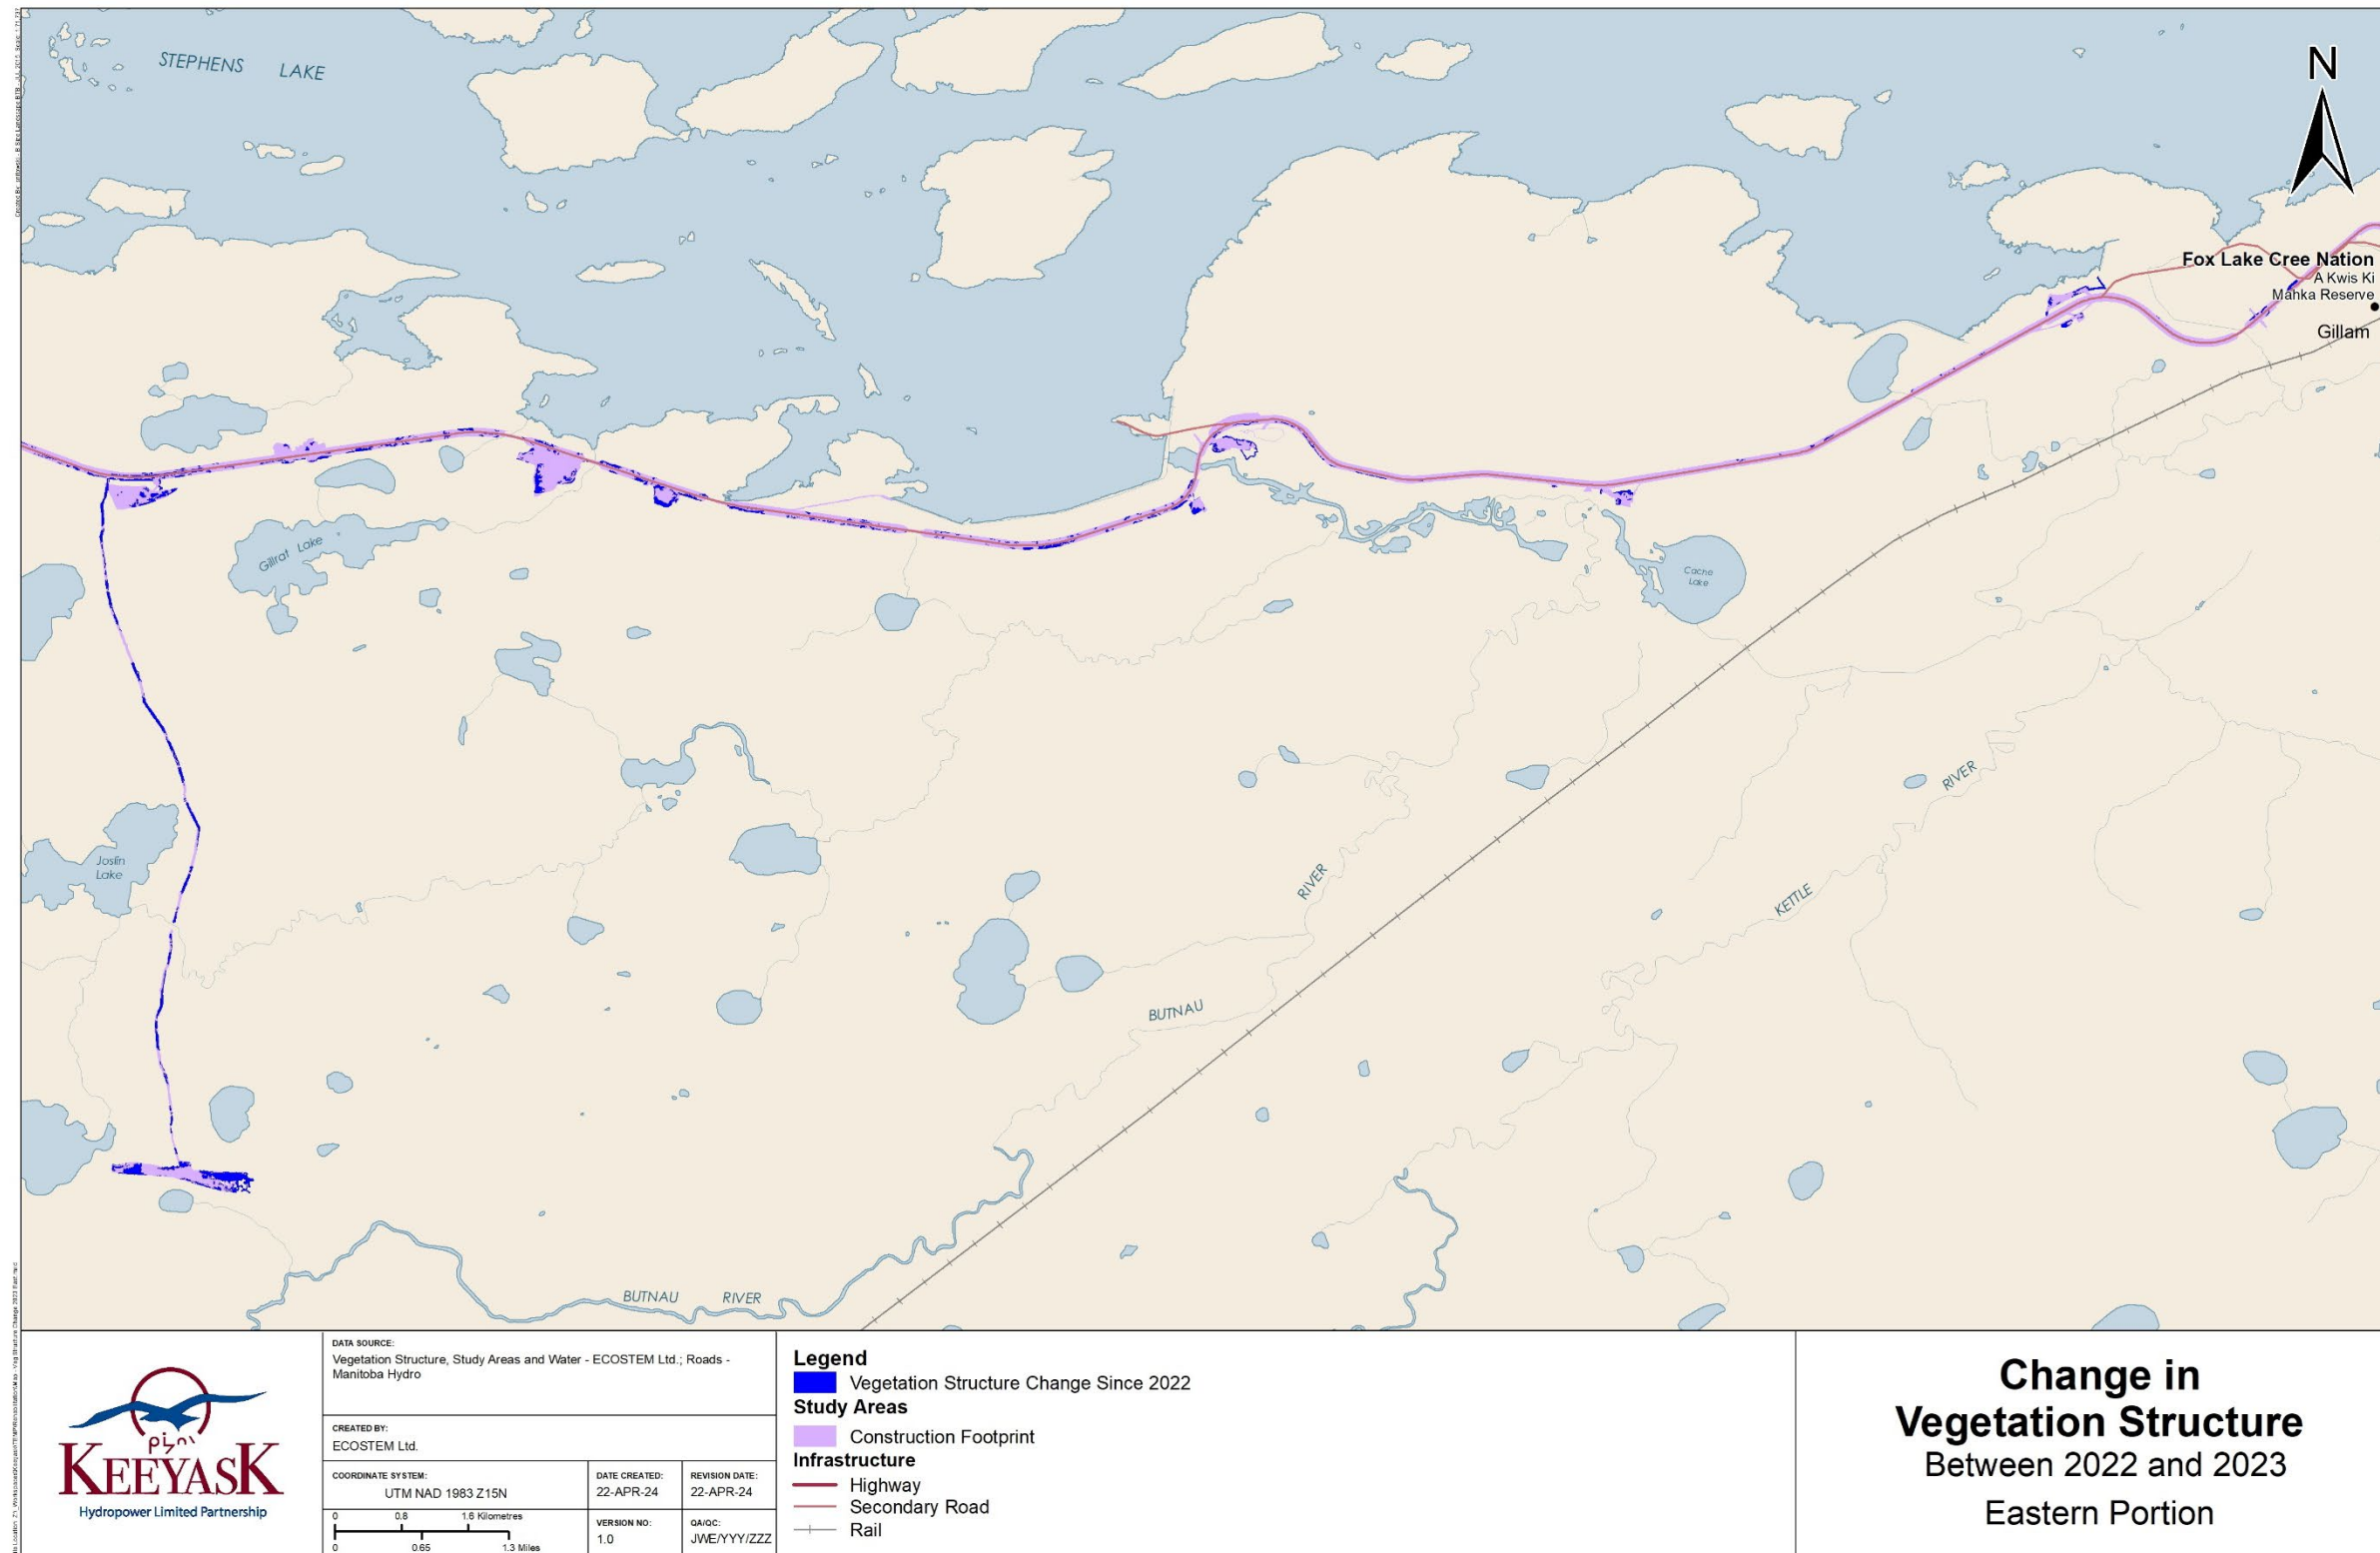 STEPHENS LAKE
N
Fox Lake Cree Nation
A Kwis Ki
Mahka Reserve
Gillam
Gillrat Lake
Cache
Lake
Joslin
Lake
RIVER
RIVER
KETTLE
BUTNAU
BUTNAU RIVER
KEEYASK
Hydropower Limited Partnership
DATA SOURCE:
Vegetation Structure, Study Areas and Water - ECOSTEM Ltd.; Roads -
Manitoba Hydro
CREATED BY:
ECOSTEM Ltd.
COORDINATE SYSTEM:
UTM NAD 1983 Z15N
DATE CREATED:
22-APR-24
REVISION DATE:
22-APR-24
0 0.8 1.6 Kilometres
0 0.65 1.3 Miles
VERSION NO:
1.0
QA/QC:
JWE/YYY/ZZZ
Legend
Vegetation Structure Change Since 2022
Study Areas
Construction Footprint
Infrastructure
Highway
Secondary Road
Rail
Change in
Vegetation Structure
Between 2022 and 2023
Eastern Portion